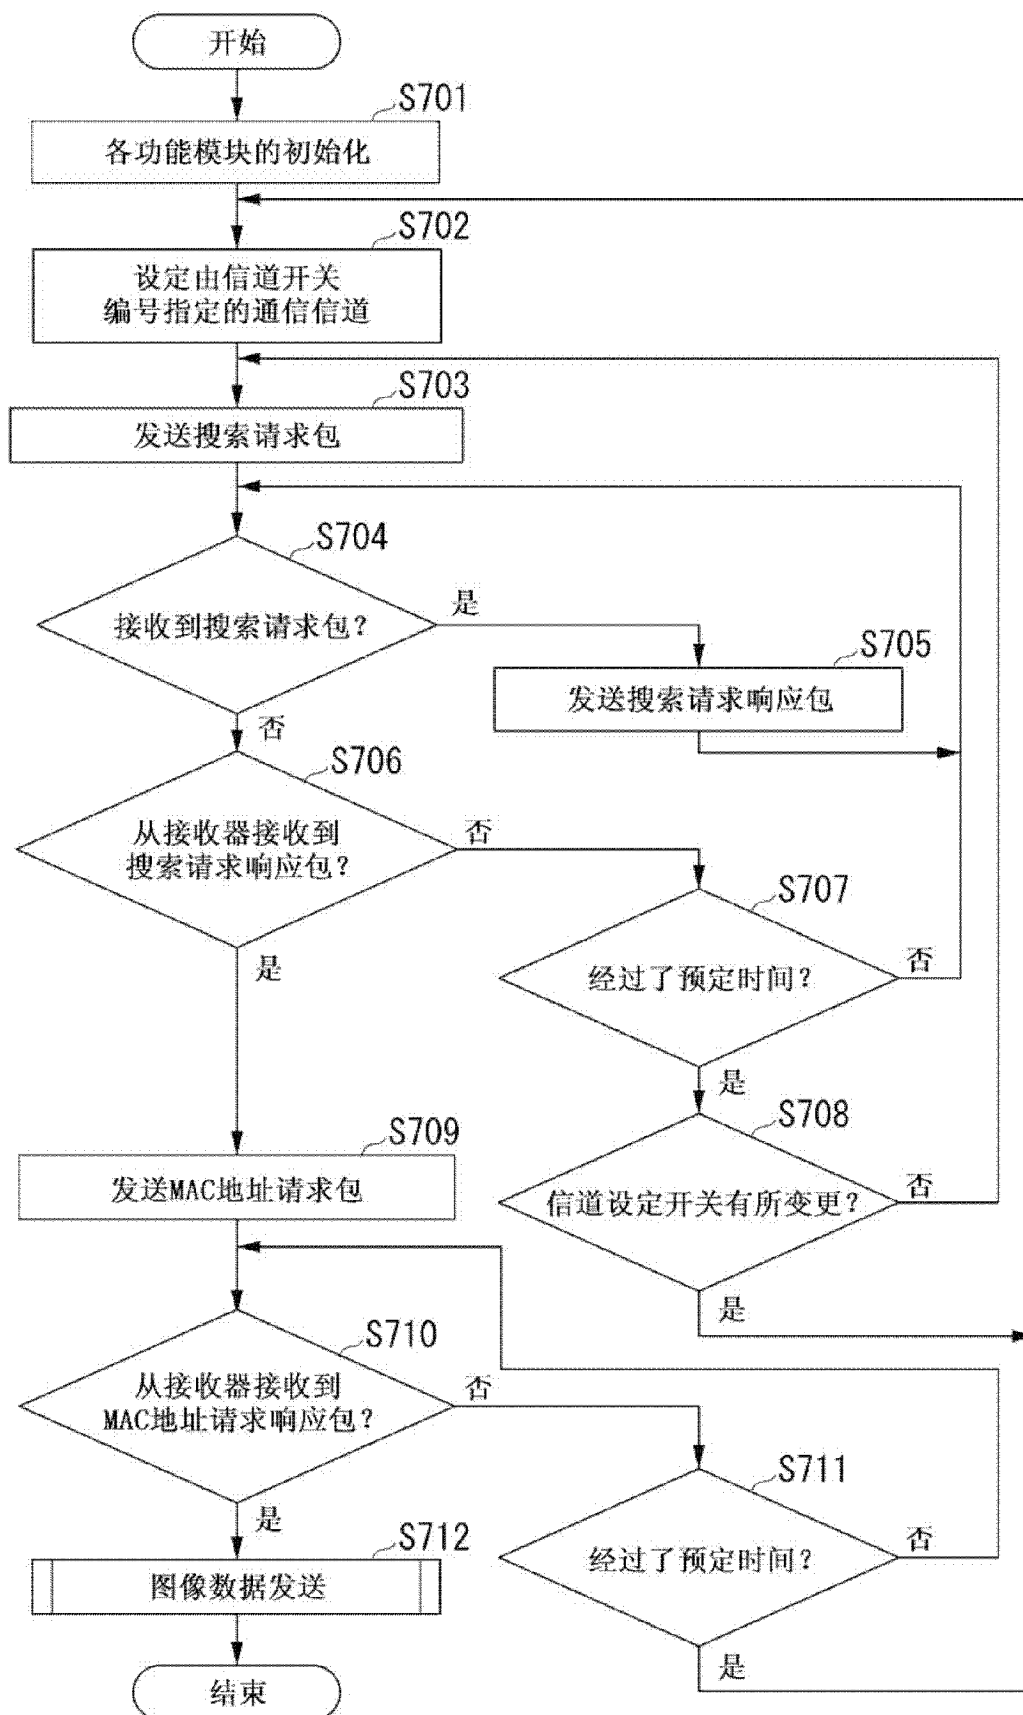 开始
S701
各功能模块的初始化
S702
设定由信道开关
编号指定的通信信道
S703
发送搜索请求包
S704
接收到搜索请求包?
是
S705
发送搜索请求响应包
否
S706
从接收器接收到
搜索请求响应包?
否
S707
经过了预定时间?
否
是
是
S708
信道设定开关有所变更?
否
S709
发送MAC地址请求包
是
S710
从接收器接收到
MAC地址请求响应包?
否
S711
经过了预定时间?
否
是
S712
图像数据发送
是
结束